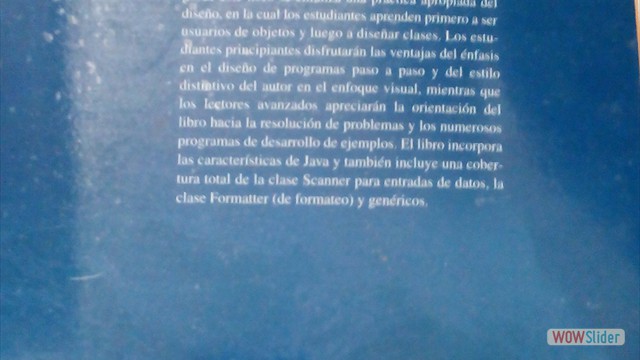 una práctica apropiada del
diseño, en la cual los estudiantes aprenden primero a ser
usuarios de objetos y luego a diseñar clases. Los estu-
diantes principiantes disfrutarán las ventajas del énfasis
en el diseño de programas paso a paso y del estilo
distintivo del autor en el enfoque visual, mientras que
los lectores avanzados apreciarán la orientación del
libro hacia la resolución de problemas y los numerosos
programas de desarrollo de ejemplos. El libro incorpora
las características de Java y también incluye una cober-
tura total de la clase Scanner para entradas de datos, la
clase Formatter (de formateo) y genéricos.
WOWSlider